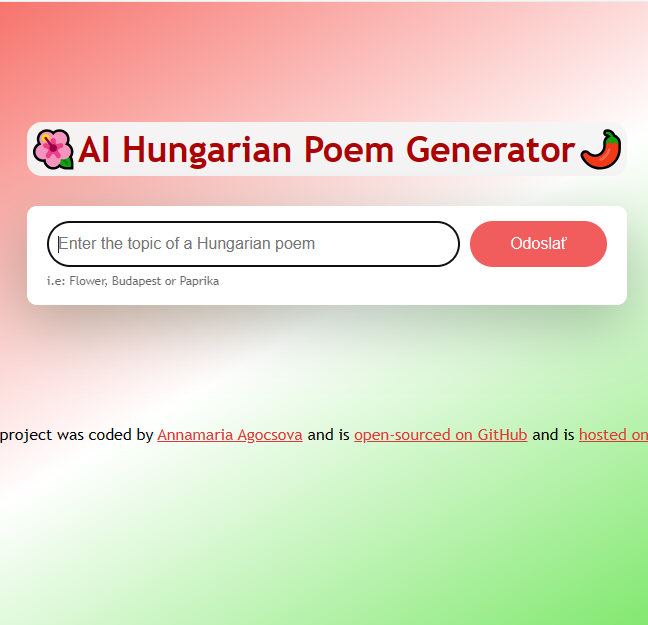 AI Hungarian Poem Generator
Enter the topic of a Hungarian poem
Odoslať
i.e: Flower, Budapest or Paprika
project was coded by Annamaria Agocsova and is open-sourced on GitHub and is hosted on